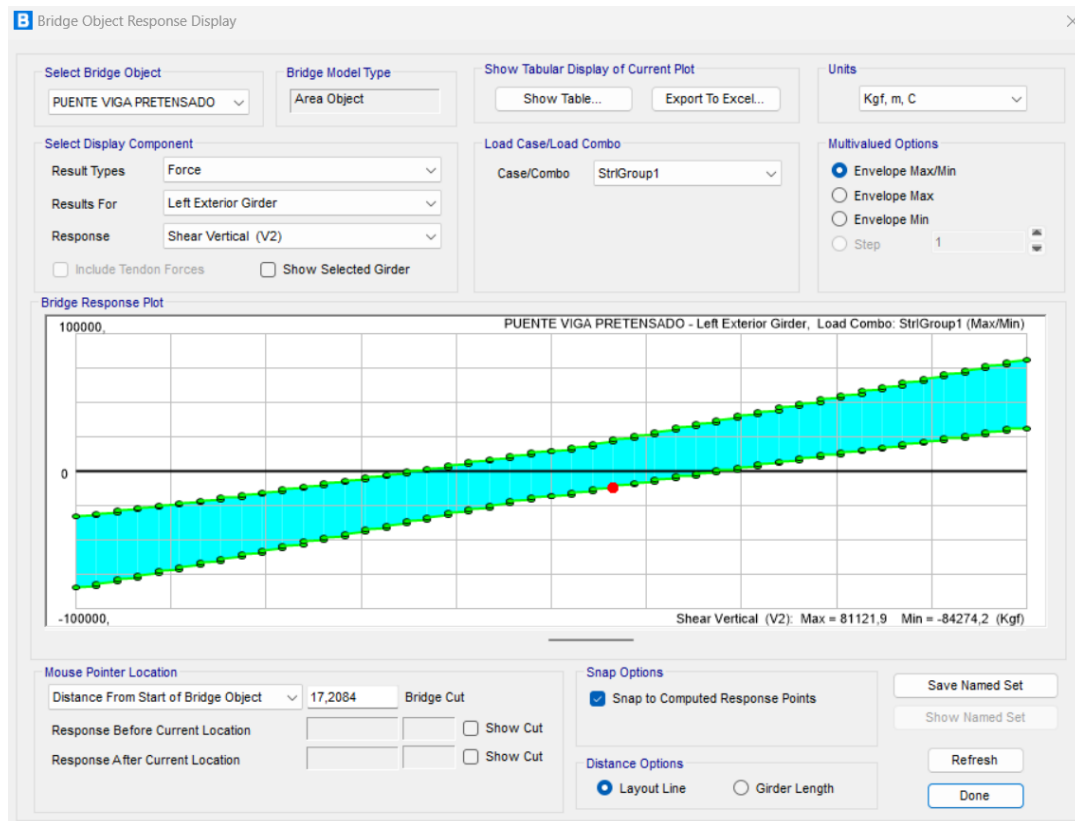 B Bridge Object Response Display
Select Bridge Object
PUENTE VIGA PRETENSADO
Bridge Model Type
Area Object
Show Tabular Display of Current Plot
Show Table...
Export To Excel...
Units
Kgf, m, C
Select Display Component
Result Types Force
Results For Left Exterior Girder
Response Shear Vertical (V2)
Include Tendon Forces
Show Selected Girder
Load Case/Load Combo
Case/Combo StrIGroup1
Multivalued Options
Envelope Max/Min
Envelope Max
Envelope Min
Step 1
Bridge Response Plot
100000,
PUENTE VIGA PRETENSADO - Left Exterior Girder, Load Combo: StrIGroup1 (Max/Min)
0
-100000,
Shear Vertical (V2): Max = 81121,9 Min = -84274,2 (Kgf)
Mouse Pointer Location
Distance From Start of Bridge Object 17,2084 Bridge Cut
Response Before Current Location Show Cut
Response After Current Location Show Cut
Snap Options
Snap to Computed Response Points
Distance Options
Layout Line
Girder Length
Save Named Set
Show Named Set
Refresh
Done